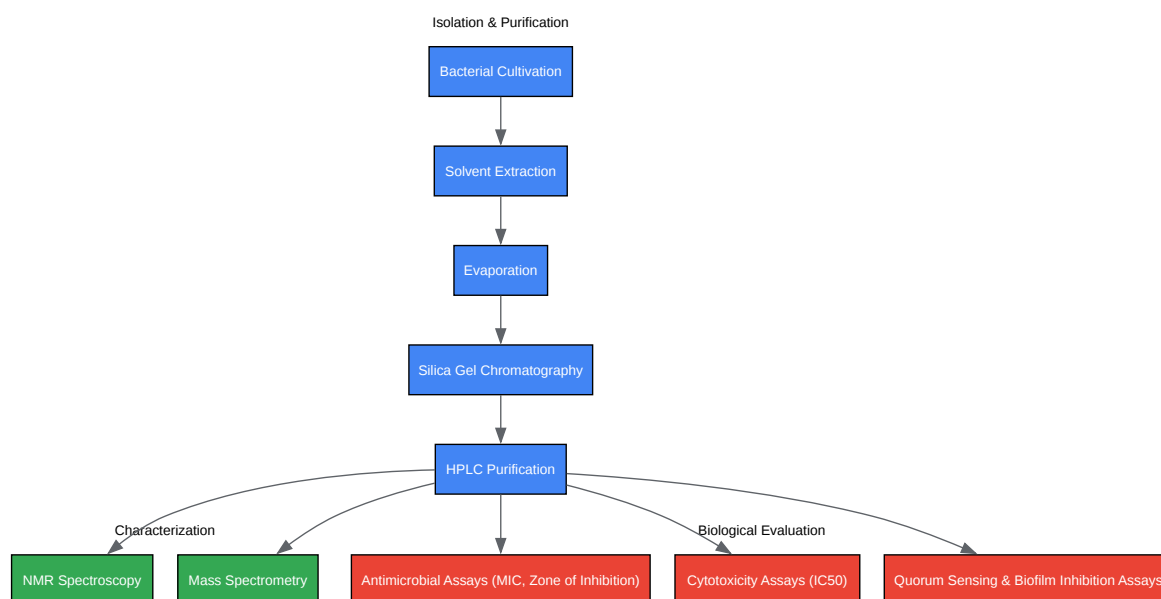 Isolation & Purification
Bacterial Cultivation
Solvent Extraction
Evaporation
Silica Gel Chromatography
HPLC Purification
Characterization
Biological Evaluation
NMR Spectroscopy
Mass Spectrometry
Antimicrobial Assays (MIC, Zone of Inhibition)
Cytotoxicity Assays (IC50)
Quorum Sensing & Biofilm Inhibition Assays